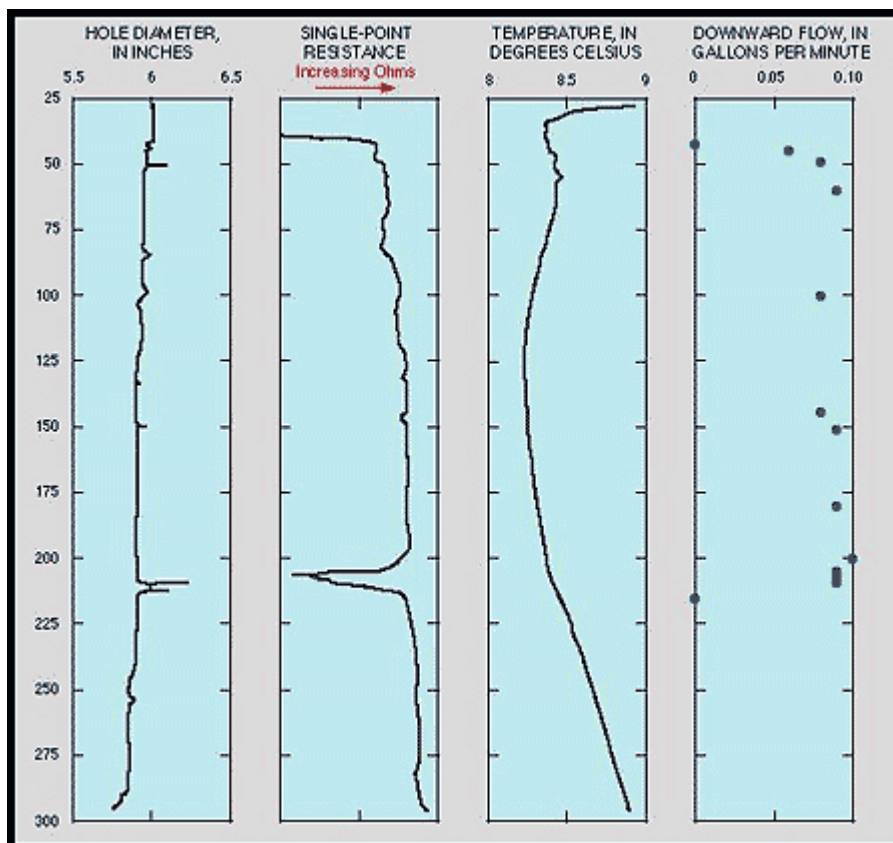 HOLE DIAMETER,
IN INCHES
5.5 6 6.5
SINGLE-POINT
RESISTANCE
Increasing Ohms
TEMPERATURE, IN
DEGREES CELSIUS
8 8.5 9
DOWNWARD FLOW, IN
GALLONS PER MINUTE
0 0.05 0.10
25
50
75
100
125
150
175
200
225
250
275
300